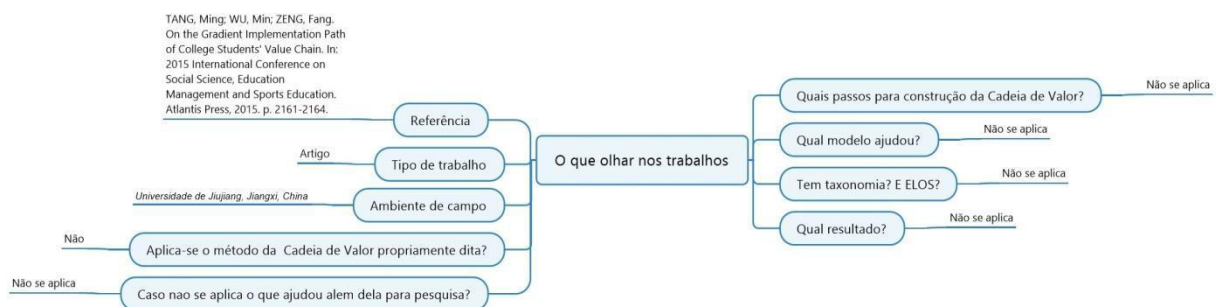 TANG, Ming; WU, Min; ZENG, Fang.
On the Gradient Implementation Path
of College Students' Value Chain. In:
2015 International Conference on
Social Science, Education
Management and Sports Education.
Atlantis Press, 2015. p. 2161-2164.
Referência
Artigo
Tipo de trabalho
Universidade de Jiujiang, Jiangxi, China
Ambiente de campo
Não
Aplica-se o método da Cadeia de Valor propriamente dita?
Não se aplica
Caso nao se aplica o que ajudou alem dela para pesquisa?
O que olhar nos trabalhos
Quais passos para construção da Cadeia de Valor?
Não se aplica
Qual modelo ajudou?
Não se aplica
Tem taxonomia? E ELOS?
Não se aplica
Qual resultado?
Não se aplica